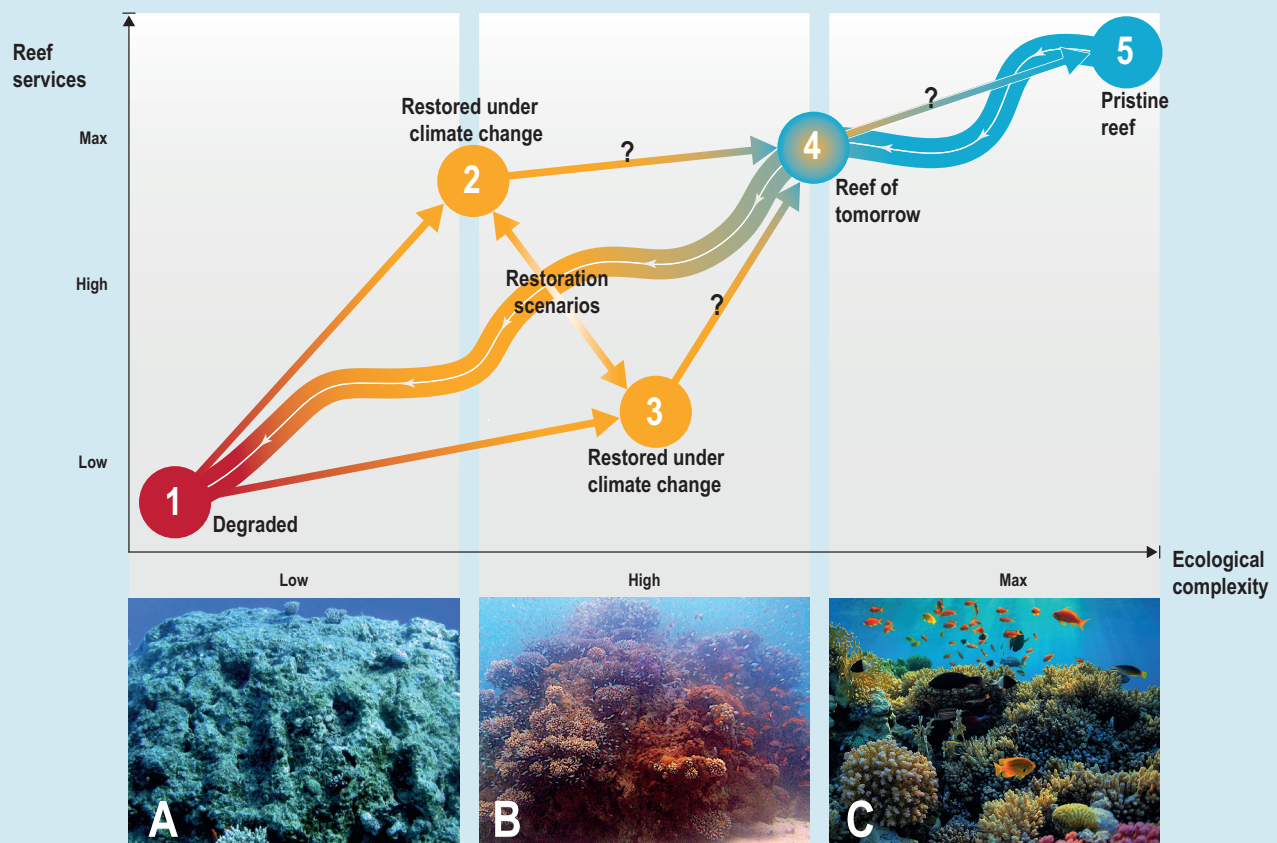 Reef
services
5
Pristine
reef
?
Restored under
climate change
Max
4
Reef of
tomorrow
?
2
High
Restoration
scenarios
?
3
Low
Restored under
climate change
1
Degraded
Ecological
complexity
Low
High
Max
A
B
C